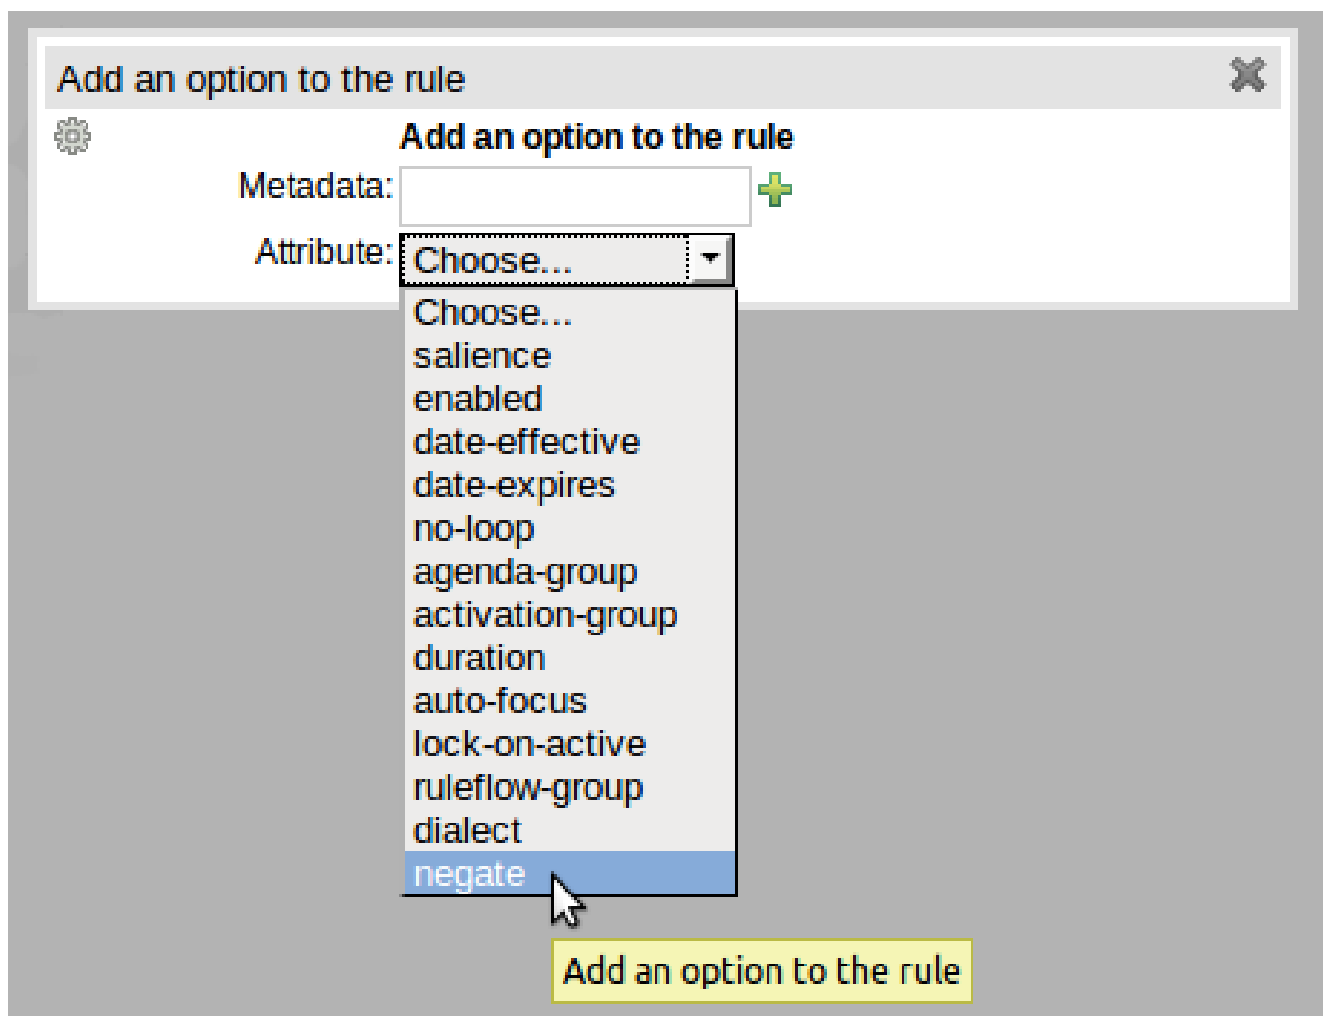 Add an option to the rule
Add an option to the rule
Metadata:
Attribute: Choose...
Choose...
salience
enabled
date-effective
date-expires
no-loop
agenda-group
activation-group
duration
auto-focus
lock-on-active
ruleflow-group
dialect
negate
Add an option to the rule